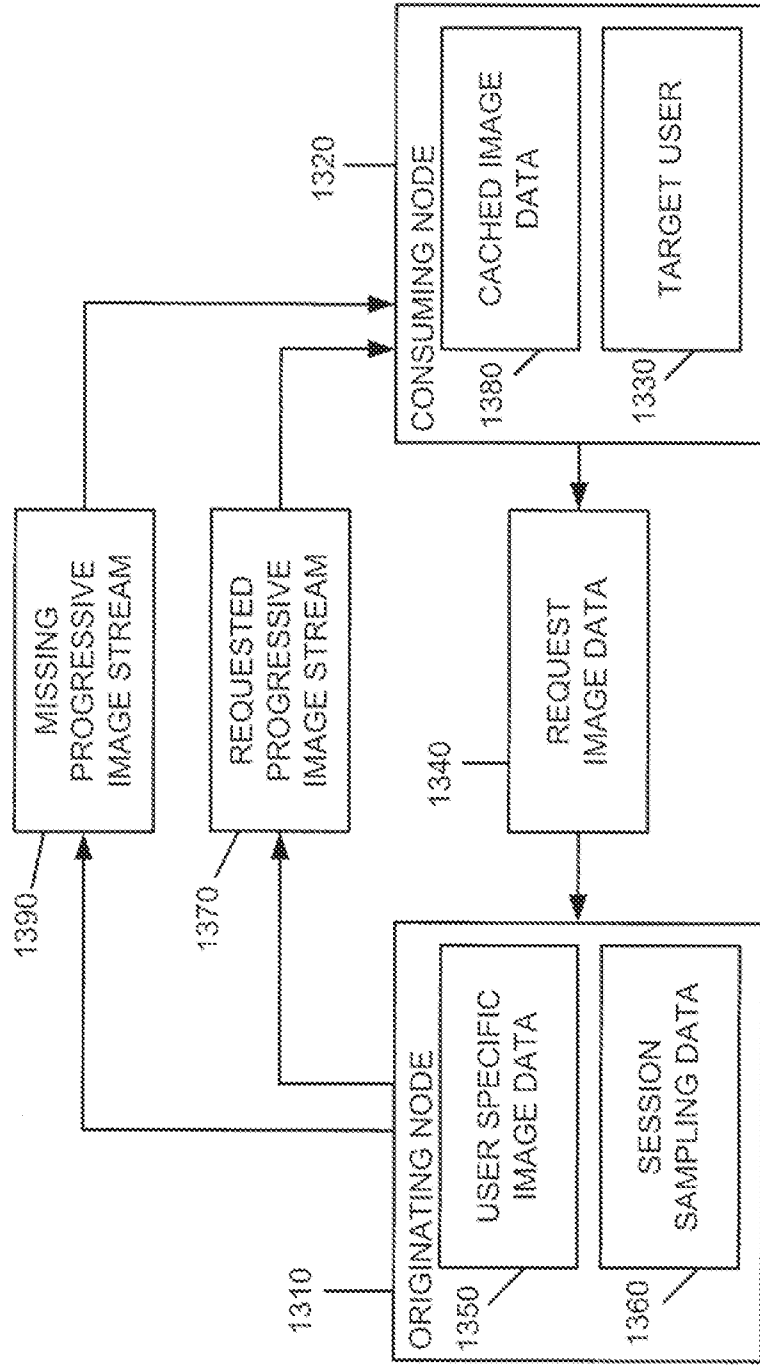 1390
MISSING
PROGRESSIVE
IMAGE STREAM
1370
REQUESTED
PROGRESSIVE
IMAGE STREAM
1310
ORIGINATING NODE
1350
USER SPECIFIC
IMAGE DATA
1360
SESSION
SAMPLING DATA
1340
REQUEST
IMAGE DATA
1320
CONSUMING NODE
1380
CACHED IMAGE
DATA
1330
TARGET USER